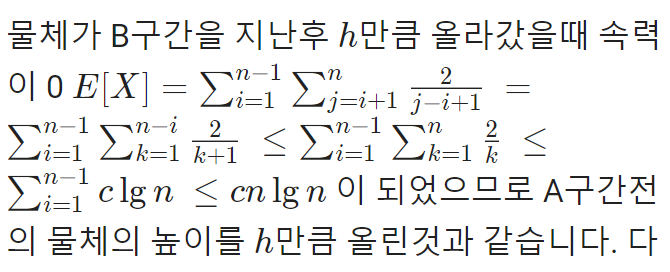 물체가 B구간을 지난후 $h$만큼 올라갔을때 속력
이 0 $E[X] = \sum_{i=1}^{n-1} \sum_{j=i+1}^{n} \frac{2}{j-i+1} =$
$\sum_{i=1}^{n-1} \sum_{k=1}^{n-i} \frac{2}{k+1} \leq \sum_{i=1}^{n-1} \sum_{k=1}^{n} \frac{2}{k} \leq$
$\sum_{i=1}^{n-1} c \lg n \leq cn \lg n$ 이 되었으므로 A구간전
의 물체의 높이를 $h$만큼 올린것과 같습니다. 다